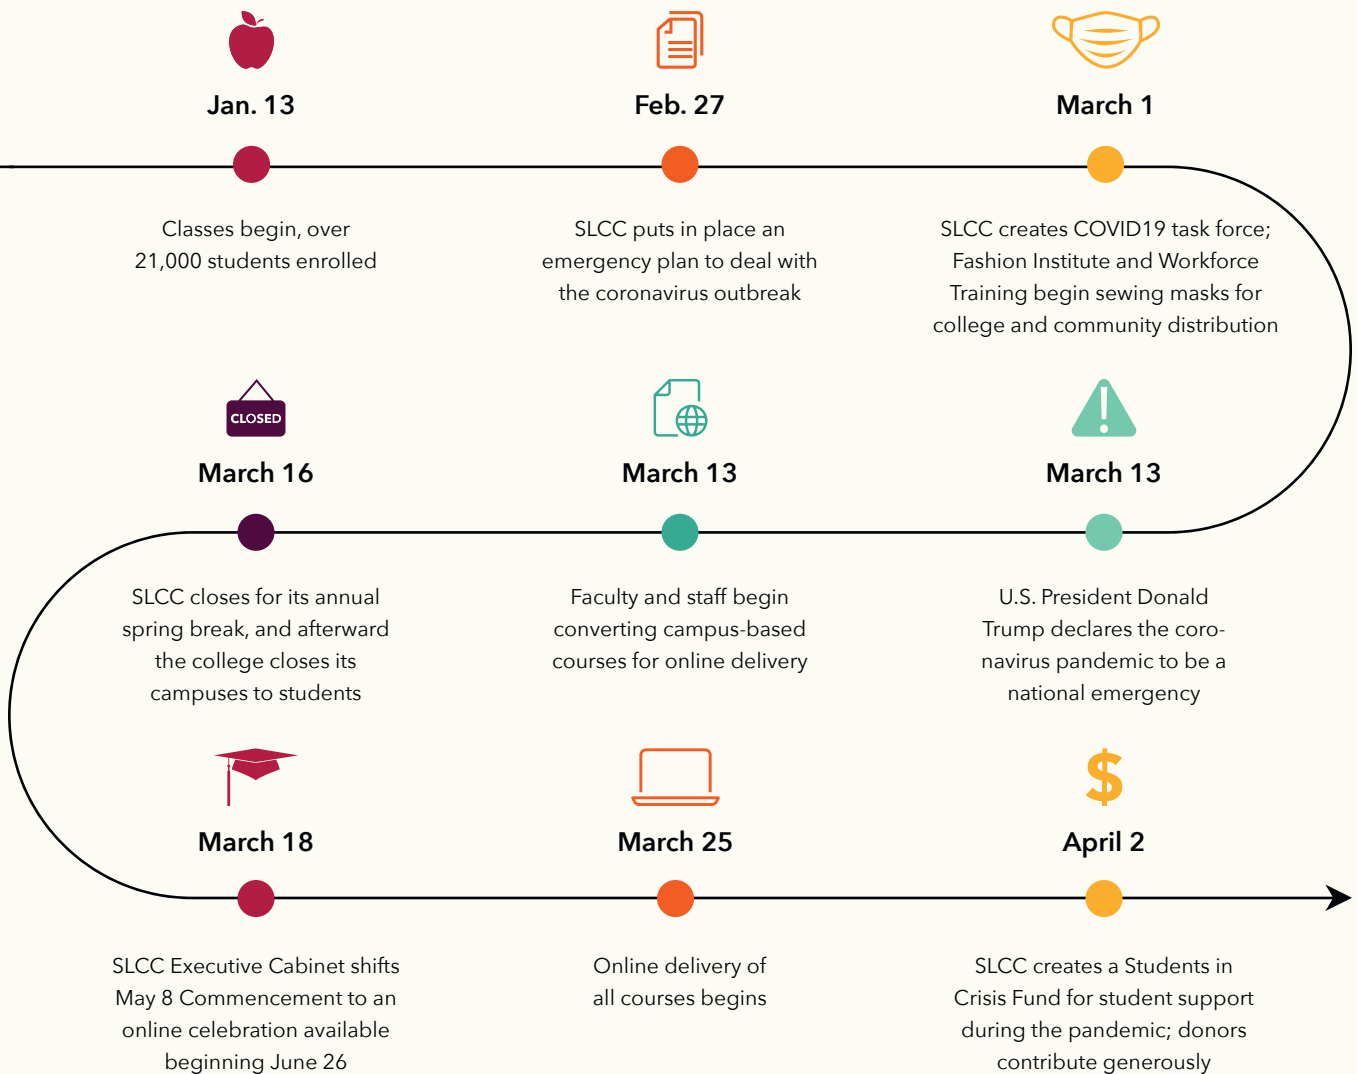 Jan. 13
Classes begin, over
21,000 students enrolled
Feb. 27
SLCC puts in place an
emergency plan to deal with
the coronavirus outbreak
March 1
SLCC creates COVID19 task force;
Fashion Institute and Workforce
Training begin sewing masks for
college and community distribution
March 13
U.S. President Donald
Trump declares the coro-
navirus pandemic to be a
national emergency
March 13
Faculty and staff begin
converting campus-based
courses for online delivery
CLOSED
March 16
SLCC closes for its annual
spring break, and afterward
the college closes its
campuses to students
March 18
SLCC Executive Cabinet shifts
May 8 Commencement to an
online celebration available
beginning June 26
March 25
Online delivery of
all courses begins
$
April 2
SLCC creates a Students in
Crisis Fund for student support
during the pandemic; donors
contribute generously